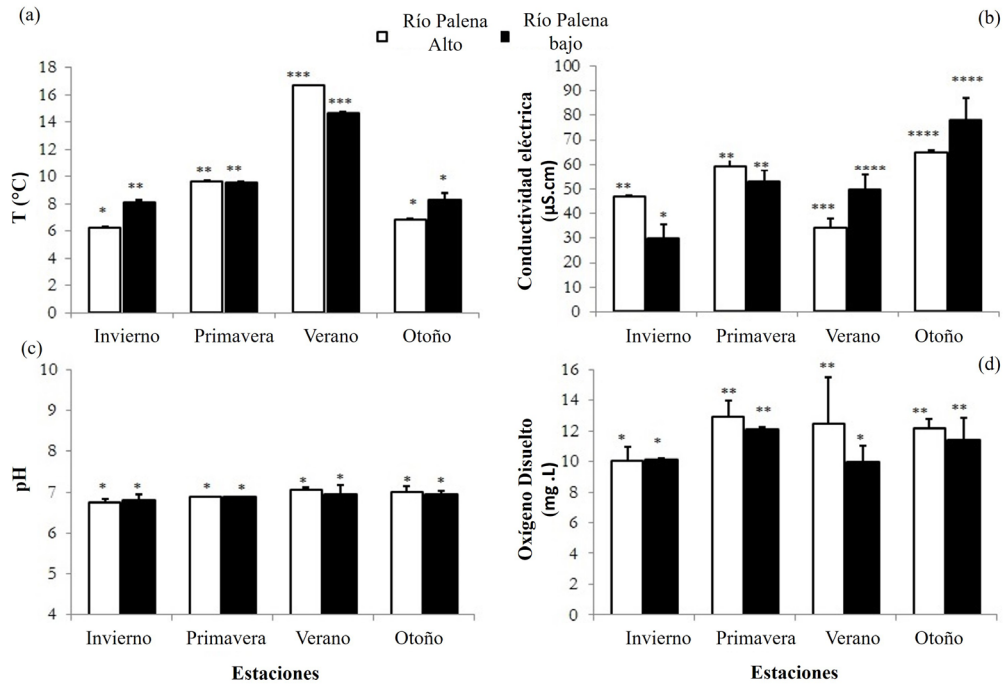 (a)
Río Palena
Alto
Río Palena
bajo
(b)
T (°C)
18
16
14
12
10
8
6
4
2
0
* ** ** ** *** *** * *
Invierno Primavera Verano Otoño
Conductividad eléctrica
(µS.cm)
100
90
80
70
60
50
40
30
20
10
0
** * ** ** *** **** **** ****
Invierno Primavera Verano Otoño
(c)
pH
10
9
8
7
6
5
4
* * * * * * * *
Invierno Primavera Verano Otoño
Estaciones
(d)
Oxígeno Disuelto
(mg .L)
16
14
12
10
8
6
4
2
0
* * ** ** ** * ** **
Invierno Primavera Verano Otoño
Estaciones